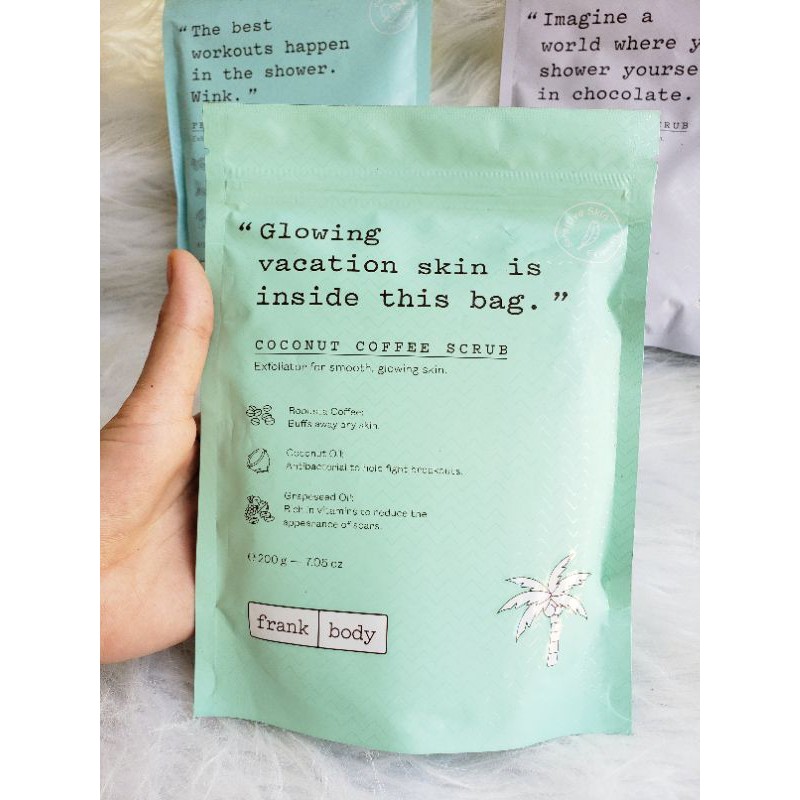 “The best
workouts happen
in the shower.
Wink.”
“Imagine a
world where y
shower yourse
in chocolate.
RUB
“Glowing
vacation skin is
inside this bag.”
COCONUT COFFEE SCRUB
Exfoliator for smooth, glowing skin.
Robusta Coffee:
Buffs away dry skin.
Coconut Oil:
Antibacterial to help fight breakouts.
Grapeseed Oil:
Rich in vitamins to reduce the
appearance of scars.
℮ 200 g — 7.05 oz
frank body